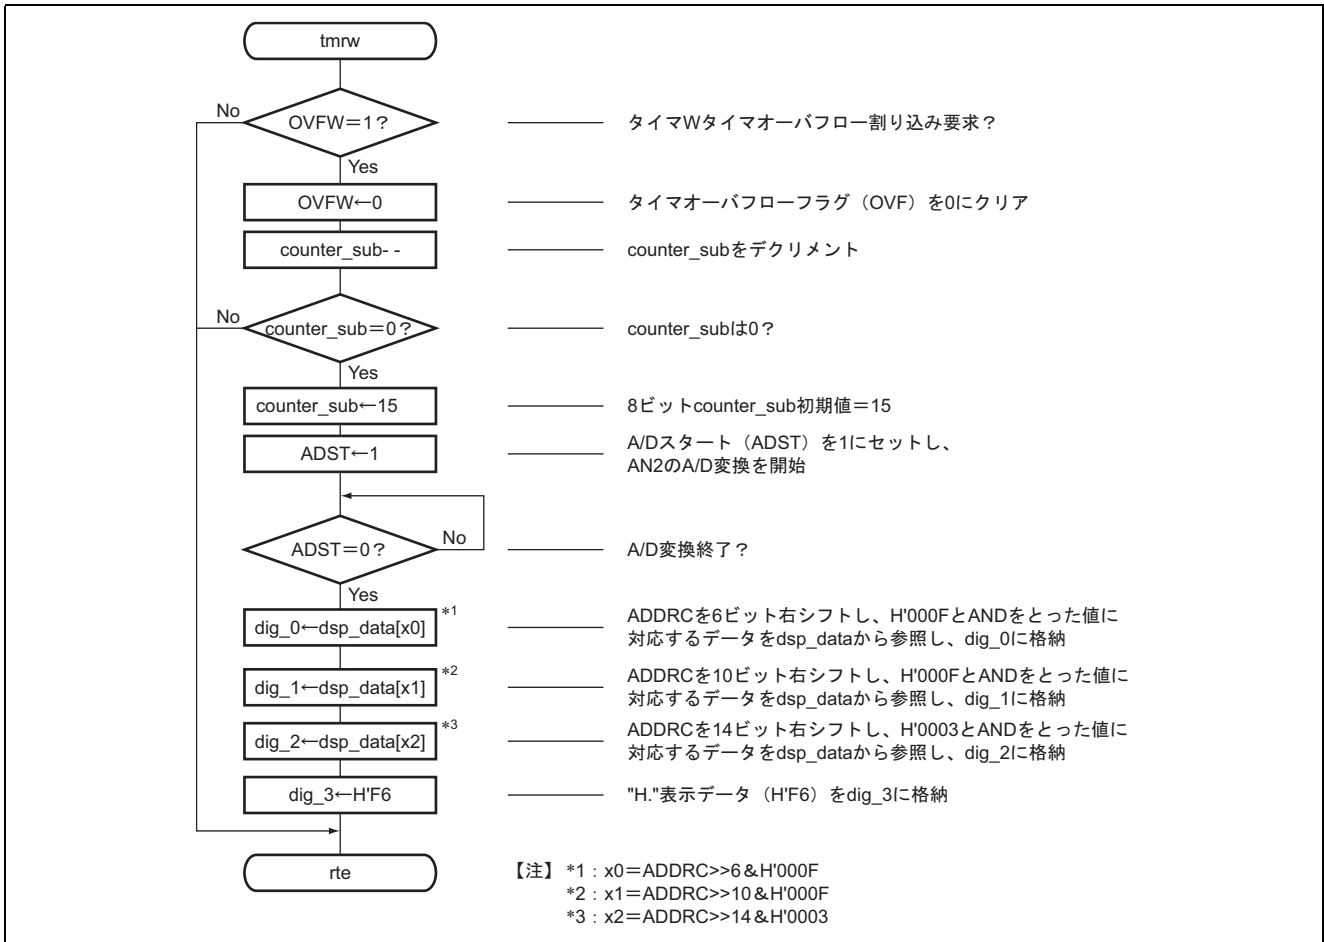 tmrw
No
OVFW=1？
タイマWタイマオーバフロー割り込み要求？
Yes
OVFW←0
タイマオーバフローフラグ（OVF）を0にクリア
counter_sub- -
counter_subをデクリメント
No
counter_sub＝0？
counter_subは0？
Yes
counter_sub←15
8ビットcounter_sub初期値＝15
ADST←1
A/Dスタート（ADST）を1にセットし、
AN2のA/D変換を開始
ADST＝0？
No
A/D変換終了？
Yes
dig_0←dsp_data[x0]
*1
ADDRCを6ビット右シフトし、H'000FとANDをとった値に
対応するデータをdsp_dataから参照し、dig_0に格納
dig_1←dsp_data[x1]
*2
ADDRCを10ビット右シフトし、H'000FとANDをとった値に
対応するデータをdsp_dataから参照し、dig_1に格納
dig_2←dsp_data[x2]
*3
ADDRCを14ビット右シフトし、H'0003とANDをとった値に
対応するデータをdsp_dataから参照し、dig_2に格納
dig_3←H'F6
"H."表示データ（H'F6）をdig_3に格納
rte
【注】 *1：x0＝ADDRC>>6＆H'000F
*2：x1＝ADDRC>>10＆H'000F
*3：x2＝ADDRC>>14＆H'0003